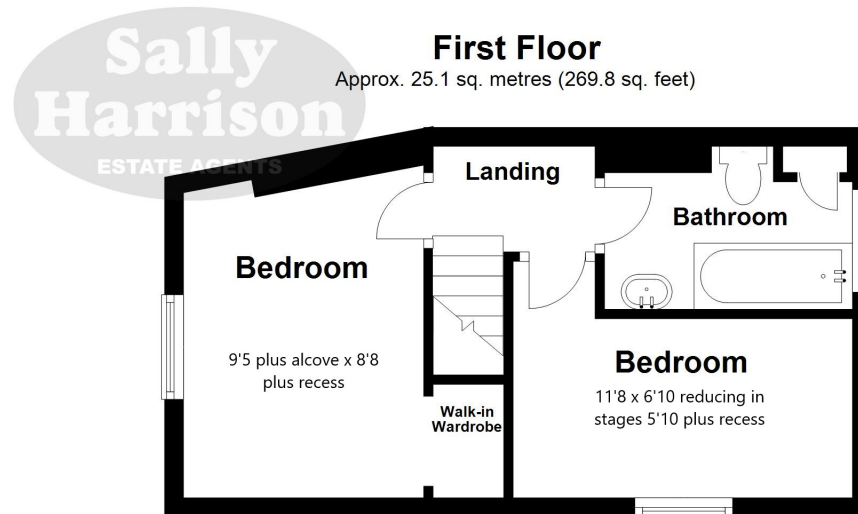 Sally
Harrison
ESTATE AGENTS
First Floor
Approx. 25.1 sq. metres (269.8 sq. feet)
Landing
Bathroom
Bedroom
9'5 plus alcove x 8'8
plus recess
Walk-in
Wardrobe
Bedroom
11'8 x 6'10 reducing in
stages 5'10 plus recess